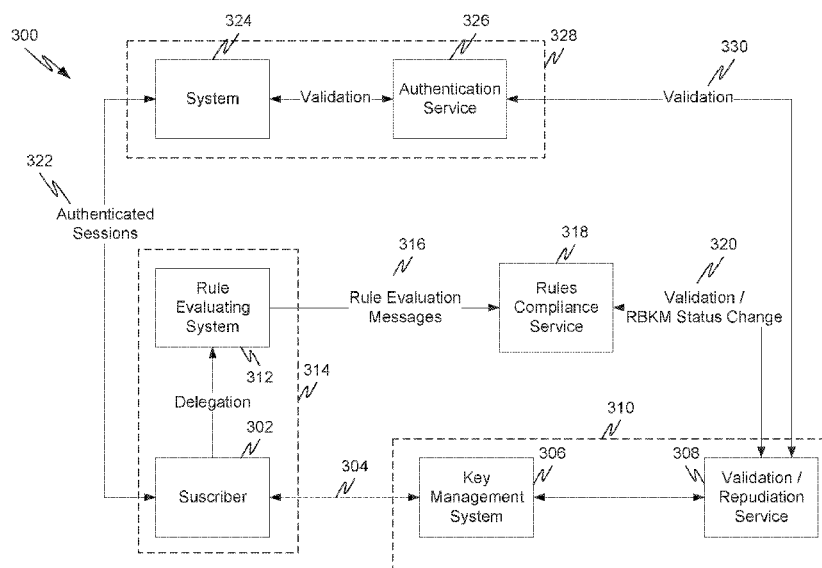 300
324
326
328
330
System
Validation
Authentication
Service
Validation
322
Authenticated
Sessions
316
318
320
Rule
Evaluating
System
Rule Evaluation
Messages
Rules
Compliance
Service
Validation /
RBKM Status Change
312
314
Delegation
302
310
304
306
308
Suscriber
Key
Management
System
Validation /
Repudiation
Service